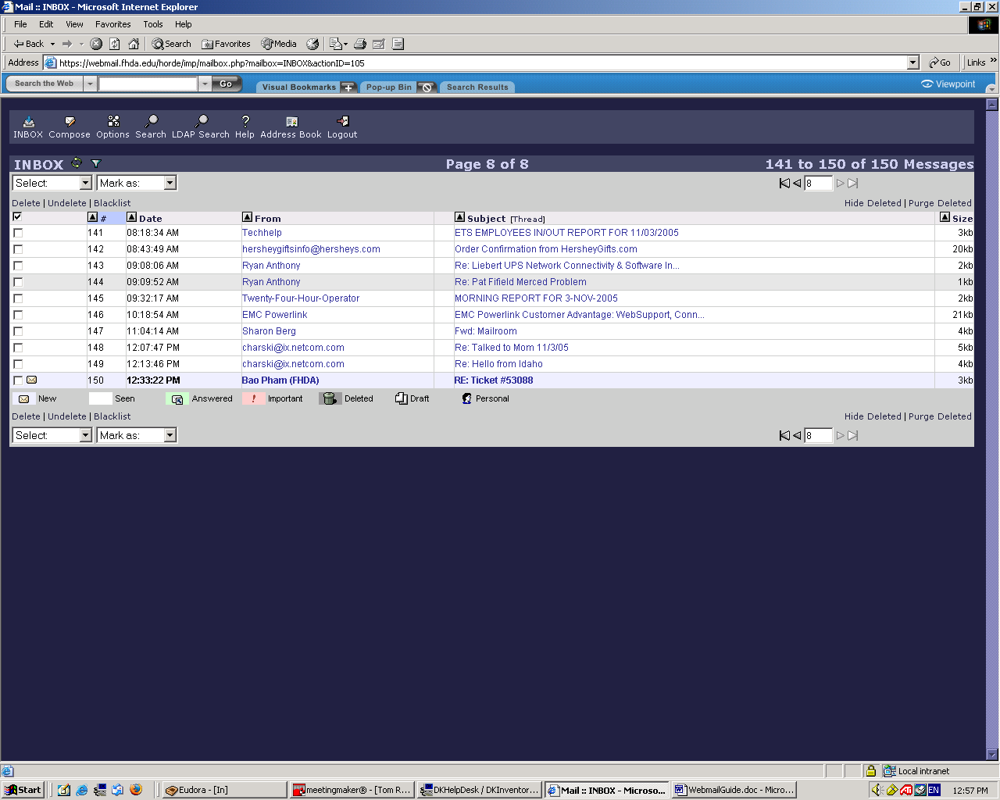 Mail :: INBOX - Microsoft Internet Explorer
File Edit View Favorites Tools Help
Back Search Favorites Media
Address https://webmail.fhda.edu/horde/imp/mailbox.php?mailbox=INBOX&actionID=105 Go Links »
Search the Web Go Visual Bookmarks Pop-up Bin Search Results Viewpoint
INBOX Compose Options Search LDAP Search Help Address Book Logout
INBOX Page 8 of 8 141 to 150 of 150 Messages
Select: Mark as: 8
Delete | Undelete | Blacklist Hide Deleted | Purge Deleted
# Date From Subject [Thread] Size
141 08:18:34 AM Techhelp ETS EMPLOYEES IN/OUT REPORT FOR 11/03/2005 3kb
142 08:43:49 AM hersheygiftsinfo@hersheys.com Order Confirmation from HersheyGifts.com 20kb
143 09:08:06 AM Ryan Anthony Re: Liebert UPS Network Connectivity & Software In... 2kb
144 09:09:52 AM Ryan Anthony Re: Pat Fifield Merced Problem 1kb
145 09:32:17 AM Twenty-Four-Hour-Operator MORNING REPORT FOR 3-NOV-2005 2kb
146 10:18:54 AM EMC Powerlink EMC Powerlink Customer Advantage: WebSupport, Conn... 21kb
147 11:04:14 AM Sharon Berg Fwd: Mailroom 4kb
148 12:07:47 PM charski@ix.netcom.com Re: Talked to Mom 11/3/05 5kb
149 12:13:46 PM charski@ix.netcom.com Re: Hello from Idaho 4kb
150 12:33:22 PM Bao Pham (FHDA) RE: Ticket #53088 3kb
New Seen Answered ! Important Deleted Draft Personal
Delete | Undelete | Blacklist Hide Deleted | Purge Deleted
Select: Mark as: 8
Local intranet
Start Eudora - [In] meetingmaker® - [Tom R... DKHelpDesk / DKInventor... Mail :: INBOX - Microso... WebmailGuide.doc - Micro... EN 12:57 PM